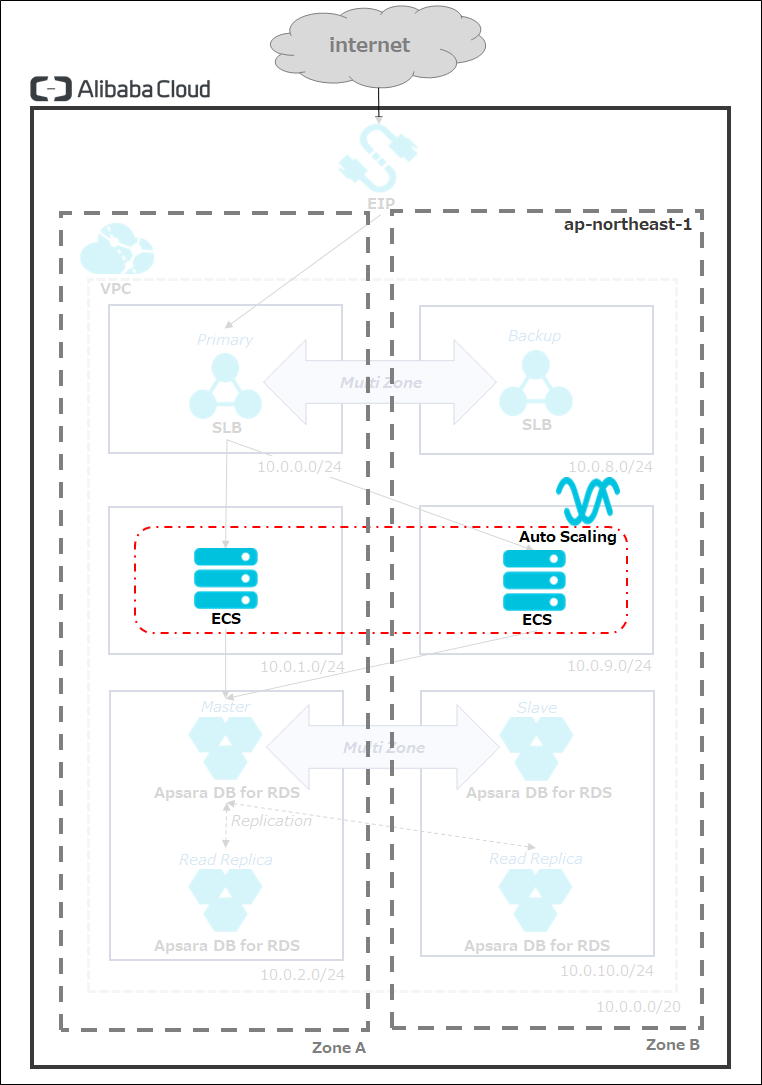 internet
Alibaba Cloud
EIP
ap-northeast-1
VPC
Primary
Backup
Multi Zone
SLB
SLB
10.0.0.0/24
10.0.8.0/24
Auto Scaling
ECS
ECS
10.0.1.0/24
10.0.9.0/24
Master
Slave
Multi Zone
Apsara DB for RDS
Apsara DB for RDS
Replication
Read Replica
Read Replica
Apsara DB for RDS
Apsara DB for RDS
10.0.2.0/24
10.0.10.0/24
10.0.0.0/20
Zone A
Zone B